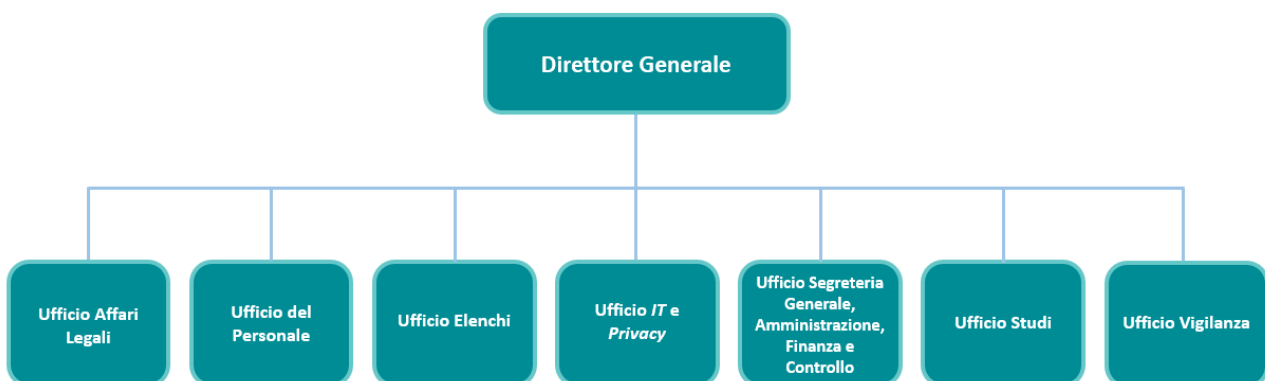 Direttore Generale
Ufficio Affari
Legali
Ufficio del
Personale
Ufficio Elenchi
Ufficio IT e
Privacy
Ufficio Segreteria
Generale,
Amministrazione,
Finanza e
Controllo
Ufficio Studi
Ufficio Vigilanza